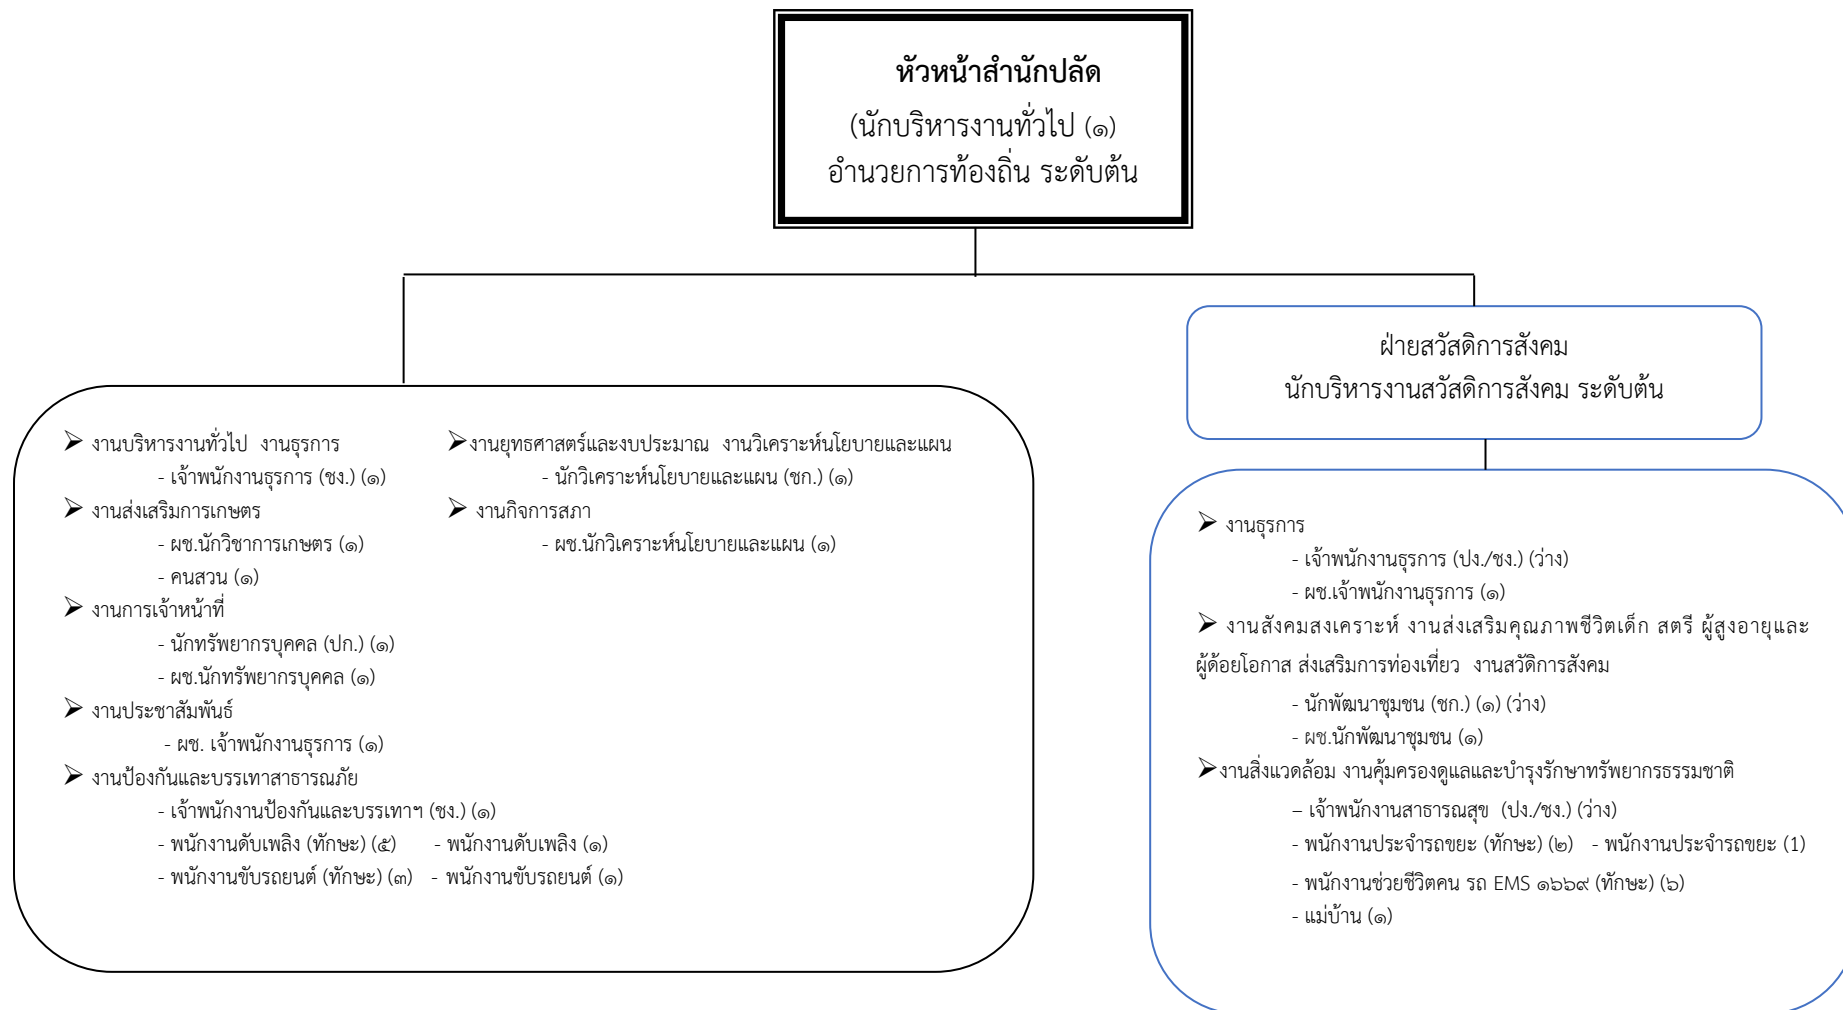 หัวหน้าสำนักปลัด
(นักบริหารงานทั่วไป (๑)
อำนวยการท้องถิ่น ระดับต้น
ฝ่ายสวัสดิการสังคม
นักบริหารงานสวัสดิการสังคม ระดับต้น
➢ งานบริหารงานทั่วไป งานธุรการ
- เจ้าพนักงานธุรการ (ชง.) (๑)
➢ งานส่งเสริมการเกษตร
- ผช.นักวิชาการเกษตร (๑)
- คนสวน (๑)
➢ งานการเจ้าหน้าที่
- นักทรัพยากรบุคคล (ปก.) (๑)
- ผช.นักทรัพยากรบุคคล (๑)
➢ งานประชาสัมพันธ์
- ผช. เจ้าพนักงานธุรการ (๑)
➢ งานป้องกันและบรรเทาสาธารณภัย
- เจ้าพนักงานป้องกันและบรรเทาฯ (ชง.) (๑)
- พนักงานดับเพลิง (ทักษะ) (๕) - พนักงานดับเพลิง (๑)
- พนักงานขับรถยนต์ (ทักษะ) (๓) - พนักงานขับรถยนต์ (๑)
➢งานยุทธศาสตร์และงบประมาณ งานวิเคราะห์นโยบายและแผน
- นักวิเคราะห์นโยบายและแผน (ชก.) (๑)
➢ งานกิจการสภา
- ผช.นักวิเคราะห์นโยบายและแผน (๑)
➢ งานธุรการ
- เจ้าพนักงานธุรการ (ปง./ชง.) (ว่าง)
- ผช.เจ้าพนักงานธุรการ (๑)
➢ งานสังคมสงเคราะห์ งานส่งเสริมคุณภาพชีวิตเด็ก สตรี ผู้สูงอายุและ
ผู้ด้อยโอกาส ส่งเสริมการท่องเที่ยว งานสวัดิการสังคม
- นักพัฒนาชุมชน (ชก.) (๑) (ว่าง)
- ผช.นักพัฒนาชุมชน (๑)
➢งานสิ่งแวดล้อม งานคุ้มครองดูแลและบำรุงรักษาทรัพยากรธรรมชาติ
– เจ้าพนักงานสาธารณสุข (ปง./ชง.) (ว่าง)
- พนักงานประจำรถขยะ (ทักษะ) (๒) - พนักงานประจำรถขยะ (1)
- พนักงานช่วยชีวิตคน รถ EMS ๑๖๖๙ (ทักษะ) (๖)
- แม่บ้าน (๑)